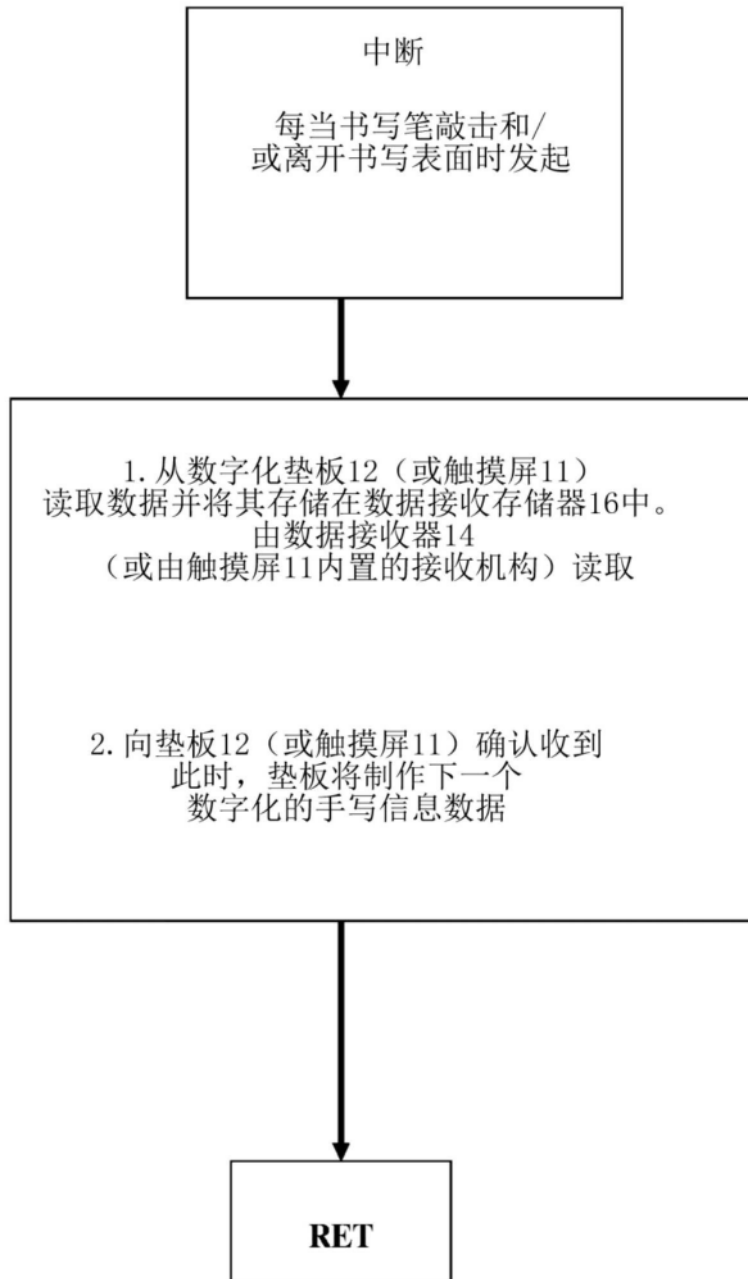 中断
每当书写笔敲击和/
或离开书写表面时发起
1.从数字化垫板12（或触摸屏11）
读取数据并将其存储在数据接收存储器16中。
由数据接收器14
（或由触摸屏11内置的接收机构）读取
2.向垫板12（或触摸屏11）确认收到
此时，垫板将制作下一个
数字化的手写信息数据
RET